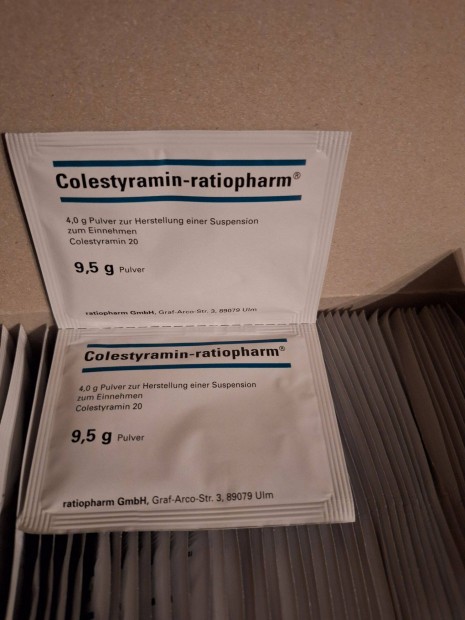 Colestyramin-ratiopharm®
4,0 g Pulver zur Herstellung einer Suspension
zum Einnehmen
Colestyramin 20
9,5 g Pulver
ratiopharm GmbH, Graf-Arco-Str. 3, 89079 Ulm
Colestyramin-ratiopharm®
4,0 g Pulver zur Herstellung einer Suspension
zum Einnehmen
Colestyramin 20
9,5 g Pulver
ratiopharm GmbH, Graf-Arco-Str. 3, 89079 Ulm